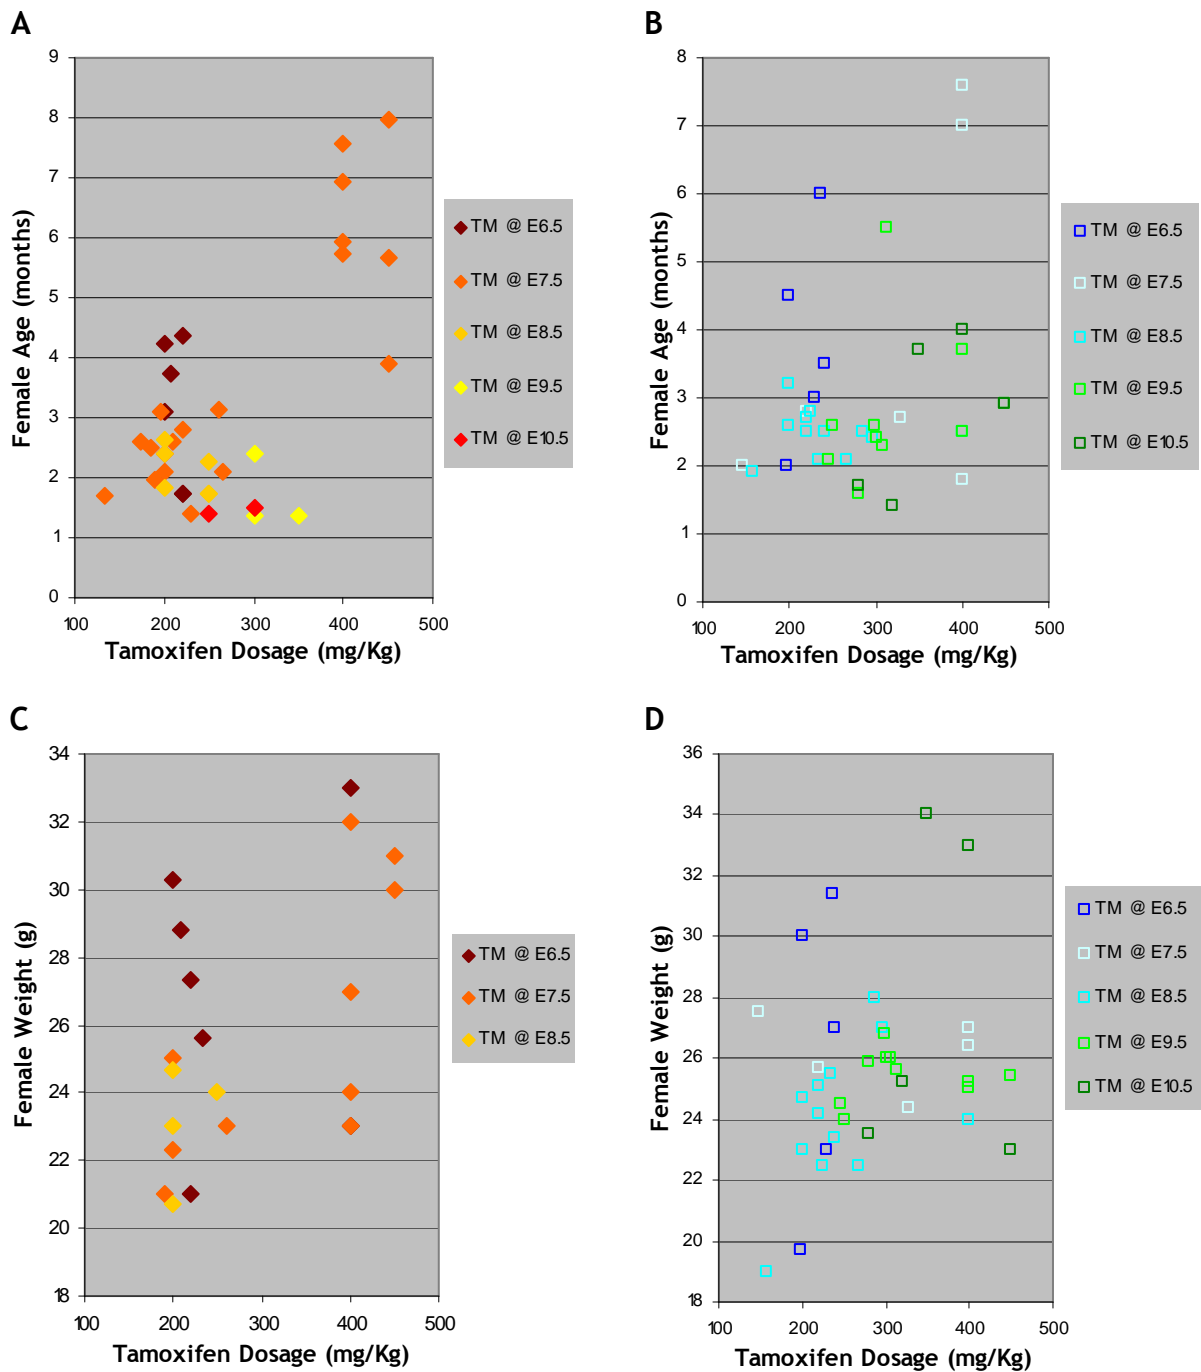 A
9
8
7
6
5
4
3
2
1
0
Female Age (months)
100 200 300 400 500
Tamoxifen Dosage (mg/Kg)
TM @ E6.5
TM @ E7.5
TM @ E8.5
TM @ E9.5
TM @ E10.5
B
8
7
6
5
4
3
2
1
0
Female Age (months)
100 200 300 400 500
Tamoxifen Dosage (mg/Kg)
TM @ E6.5
TM @ E7.5
TM @ E8.5
TM @ E9.5
TM @ E10.5
C
34
32
30
28
26
24
22
20
18
Female Weight (g)
100 200 300 400 500
Tamoxifen Dosage (mg/Kg)
TM @ E6.5
TM @ E7.5
TM @ E8.5
D
36
34
32
30
28
26
24
22
20
18
Female Weight (g)
100 200 300 400 500
Tamoxifen Dosage (mg/Kg)
TM @ E6.5
TM @ E7.5
TM @ E8.5
TM @ E9.5
TM @ E10.5